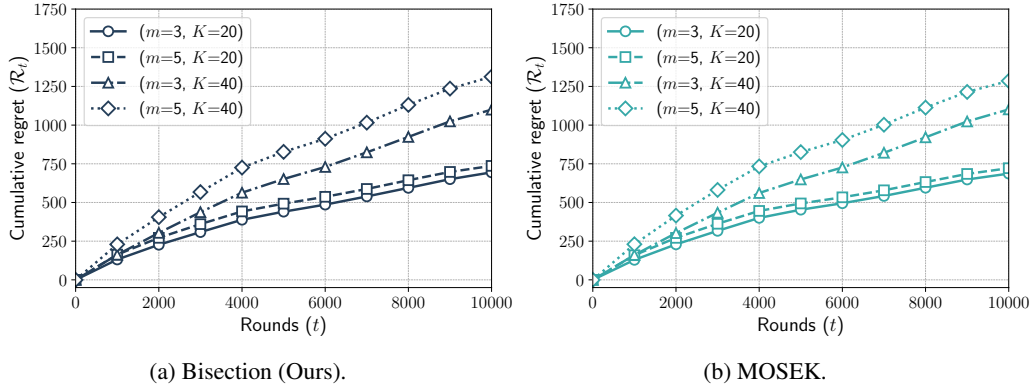 1750
1500
1250
1000
750
500
250
0
0
2000
4000
6000
8000
10000
Cumulative regret (𝓡ₜ)
Rounds (t)
(m=3, K=20)
(m=5, K=20)
(m=3, K=40)
(m=5, K=40)
(a) Bisection (Ours).
1750
1500
1250
1000
750
500
250
0
0
2000
4000
6000
8000
10000
Cumulative regret (𝓡ₜ)
Rounds (t)
(m=3, K=20)
(m=5, K=20)
(m=3, K=40)
(m=5, K=40)
(b) MOSEK.